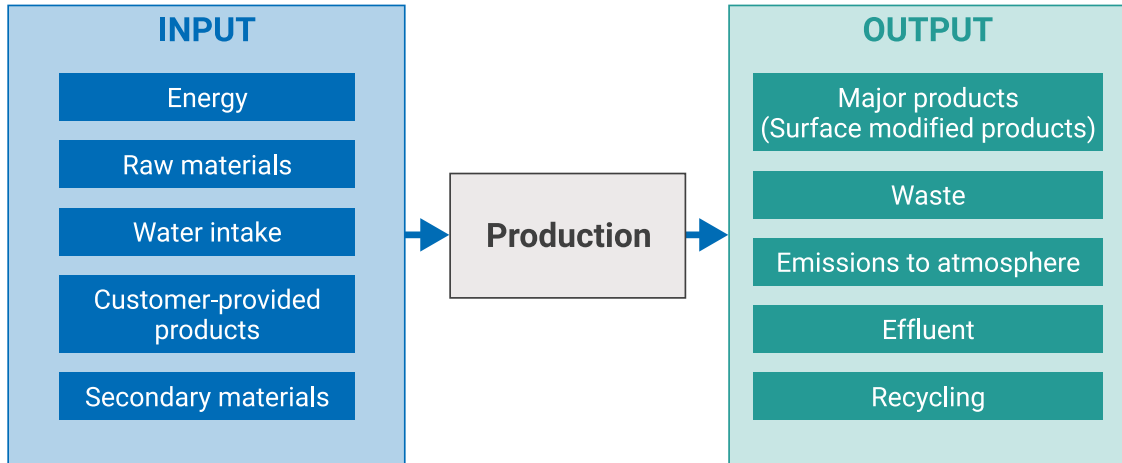 INPUT
Energy
Raw materials
Water intake
Customer-provided
products
Secondary materials
Production
OUTPUT
Major products
(Surface modified products)
Waste
Emissions to atmosphere
Effluent
Recycling